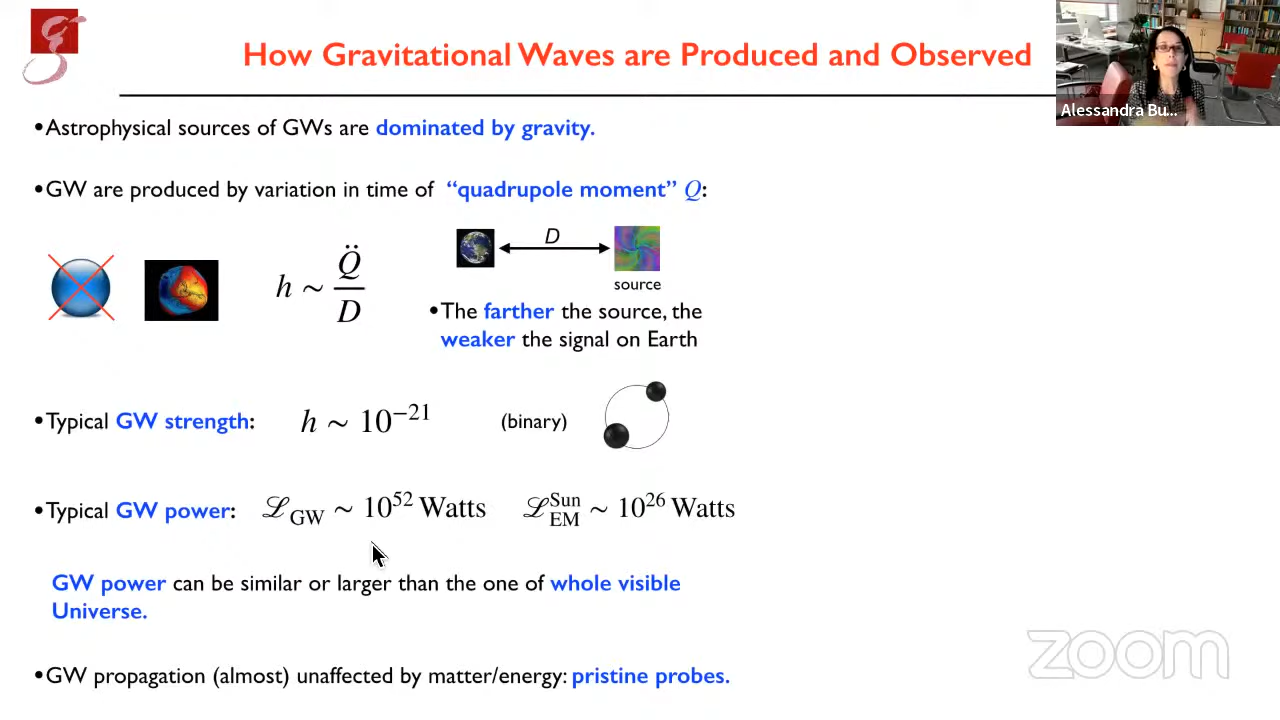 How Gravitational Waves are Produced and Observed
Alessandra Bu...
•Astrophysical sources of GWs are dominated by gravity.
•GW are produced by variation in time of “quadrupole moment” Q:
D
h ∼ Q̈/D
source
•The farther the source, the
weaker the signal on Earth
•Typical GW strength: h ∼ 10⁻²¹ (binary)
•Typical GW power: ℒ_GW ∼ 10⁵² Watts ℒ_EM^Sun ∼ 10²⁶ Watts
GW power can be similar or larger than the one of whole visible
Universe.
•GW propagation (almost) unaffected by matter/energy: pristine probes.
zoom